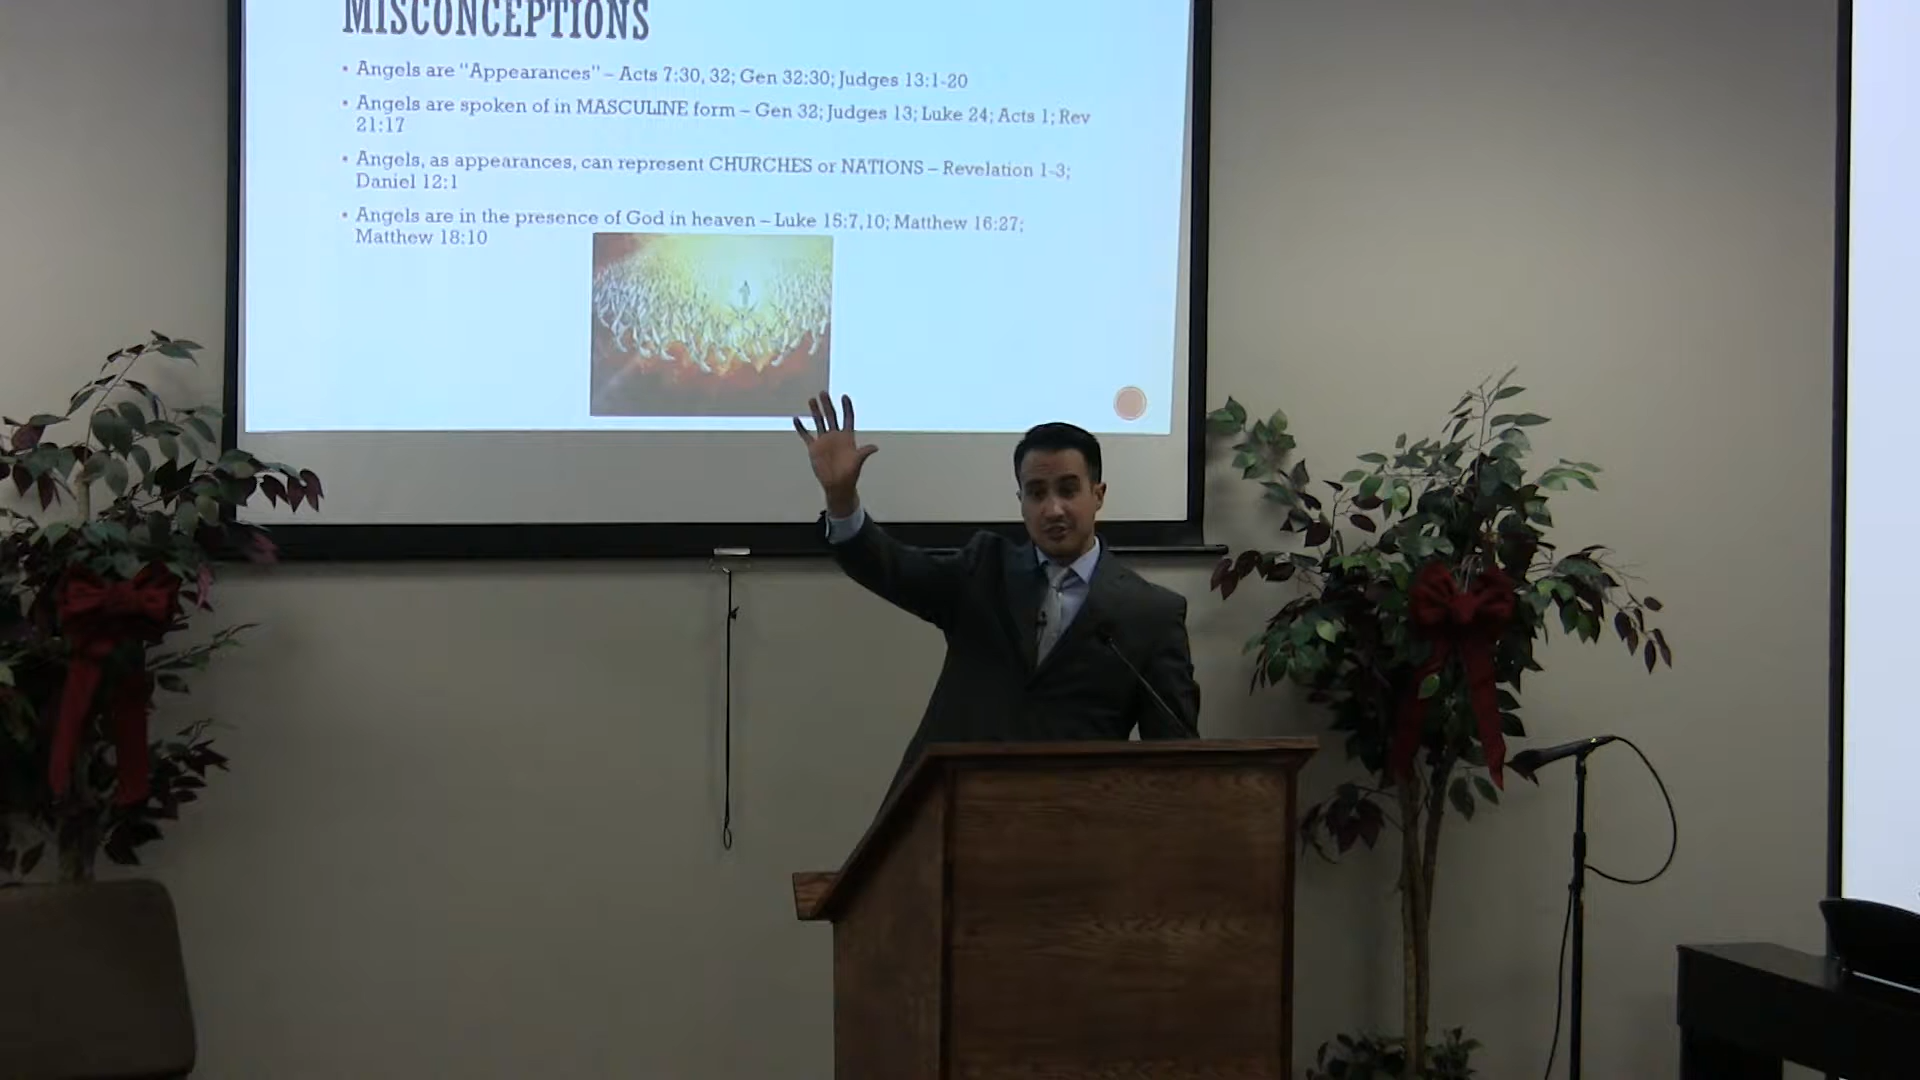 MISCONCEPTIONS
• Angels are "Appearances" – Acts 7:30, 32; Gen 32:30; Judges 13:1-20
• Angels are spoken of in MASCULINE form – Gen 32; Judges 13; Luke 24; Acts 1; Rev
21:17
• Angels, as appearances, can represent CHURCHES or NATIONS – Revelation 1-3;
Daniel 12:1
• Angels are in the presence of God in heaven – Luke 15:7,10; Matthew 16:27;
Matthew 18:10